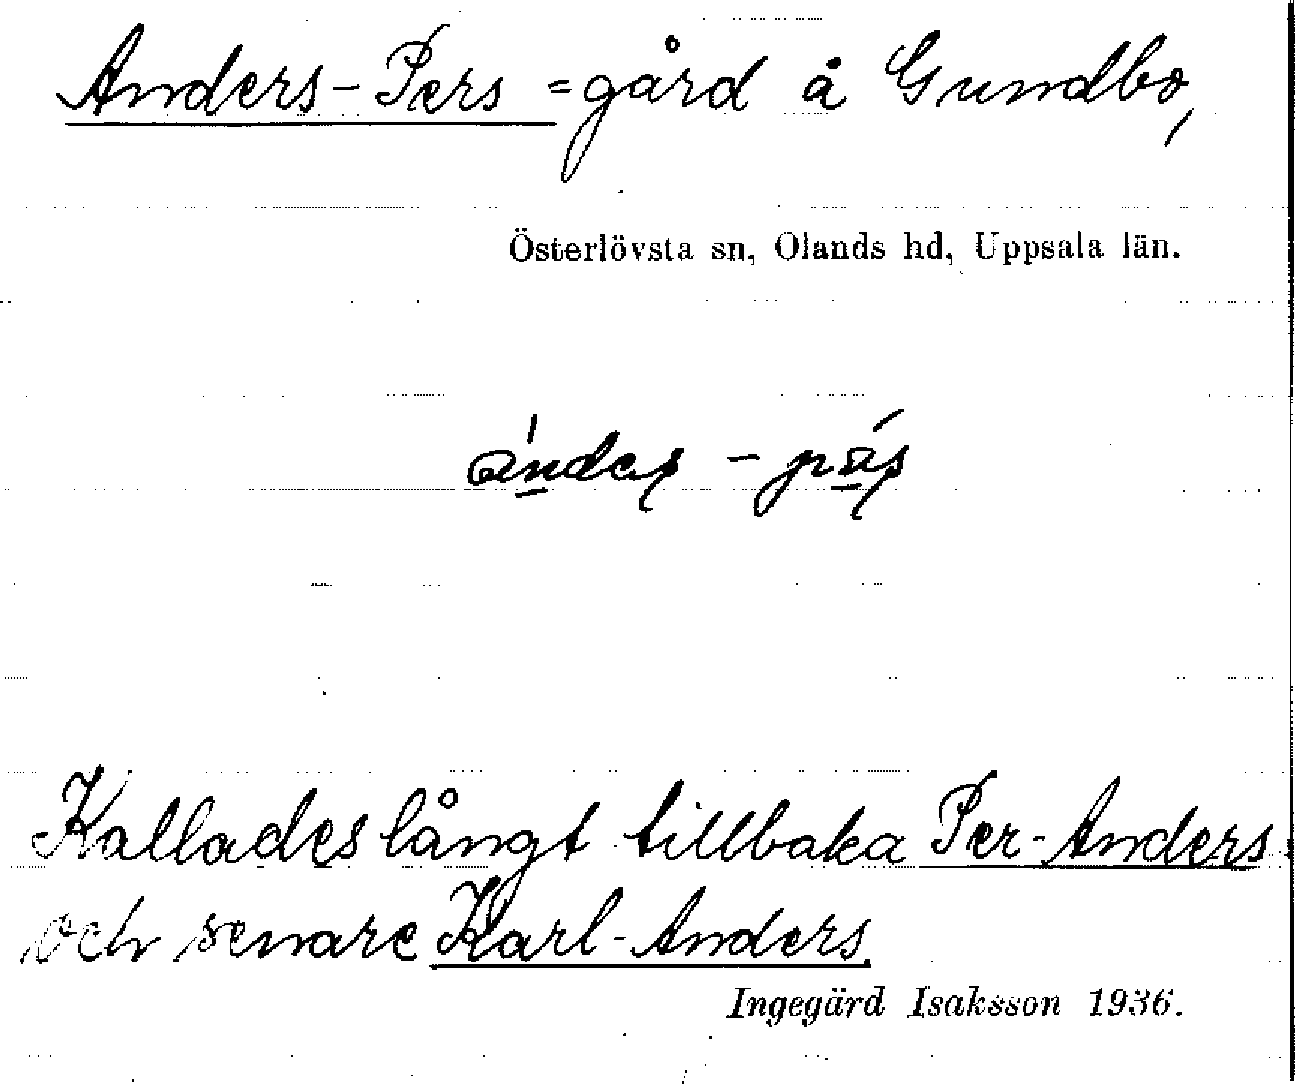 Anders-Pers =gård å Gundbo,
Österlövsta sn, Olands hd, Uppsala län.
Kallades långt tillbaka Per-Anders
och senare Karl-Anders.
Ingegärd Isaksson 1936.